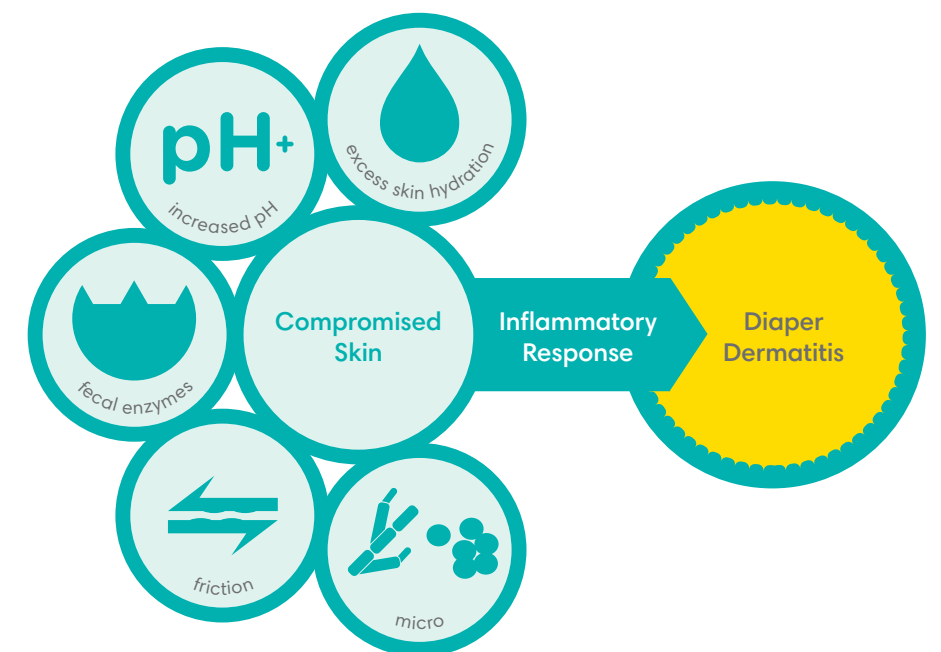 pH+
increased pH
excess skin hydration
fecal enzymes
Compromised
Skin
Inflammatory
Response
Diaper
Dermatitis
friction
micro